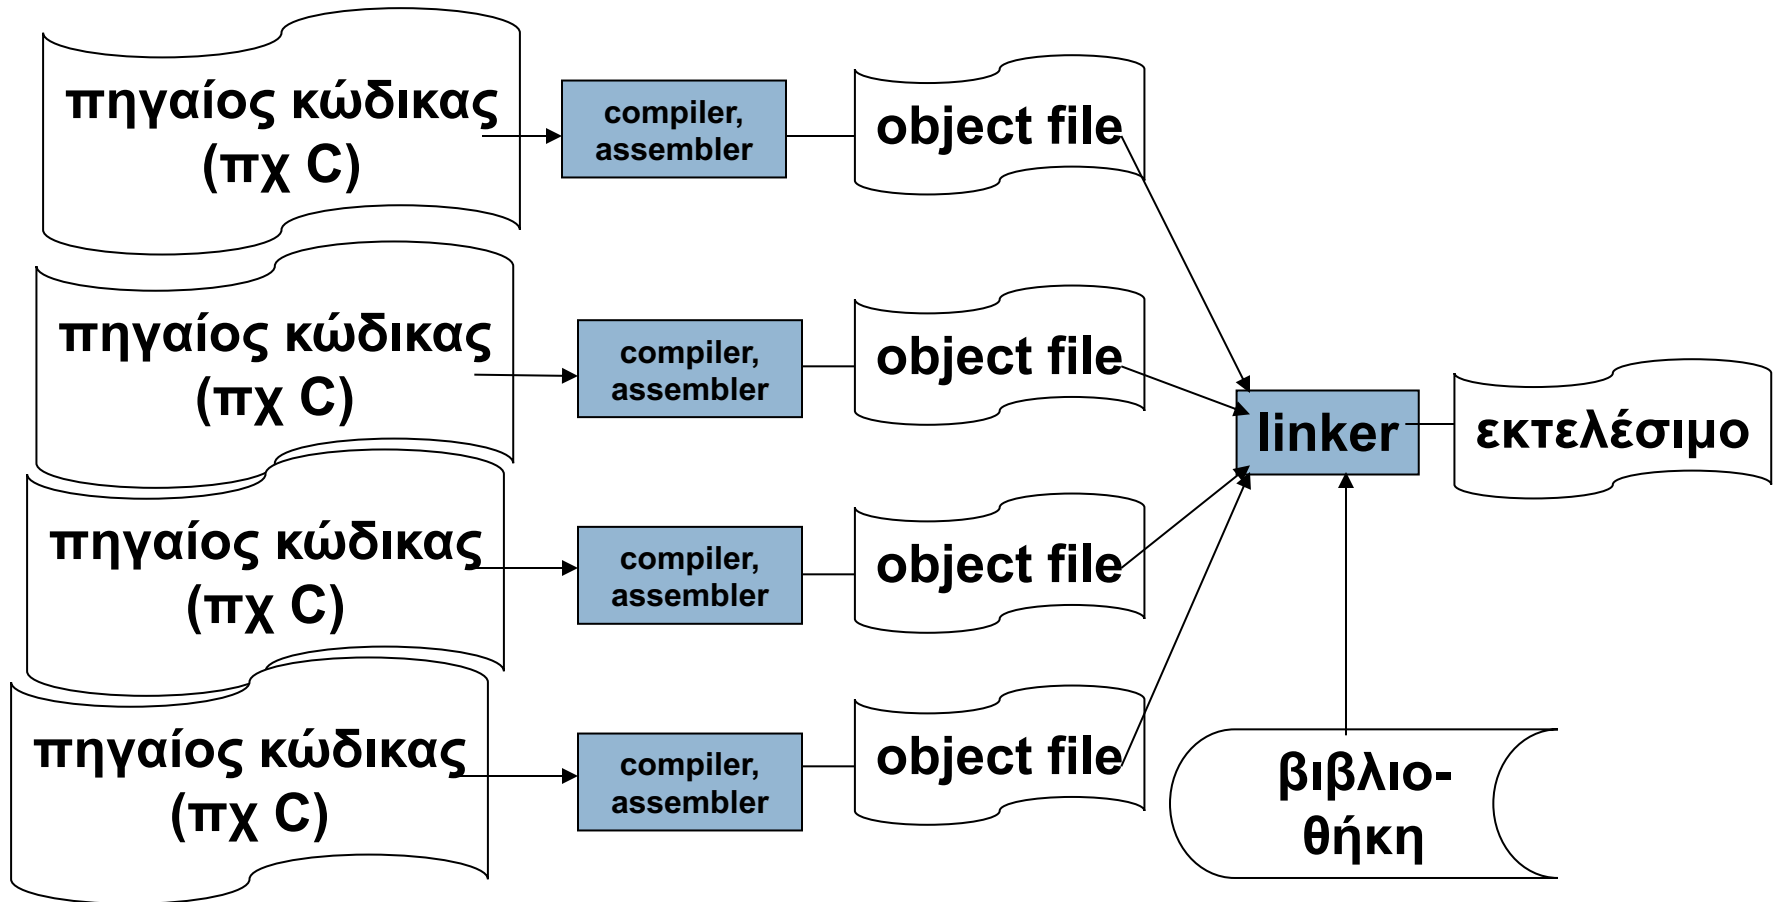 πηγαίος κώδικας
(πχ C)
compiler,
assembler
object file
πηγαίος κώδικας
(πχ C)
compiler,
assembler
object file
linker
εκτελέσιμο
πηγαίος κώδικας
(πχ C)
compiler,
assembler
object file
πηγαίος κώδικας
(πχ C)
compiler,
assembler
object file
βιβλιο-
θήκη